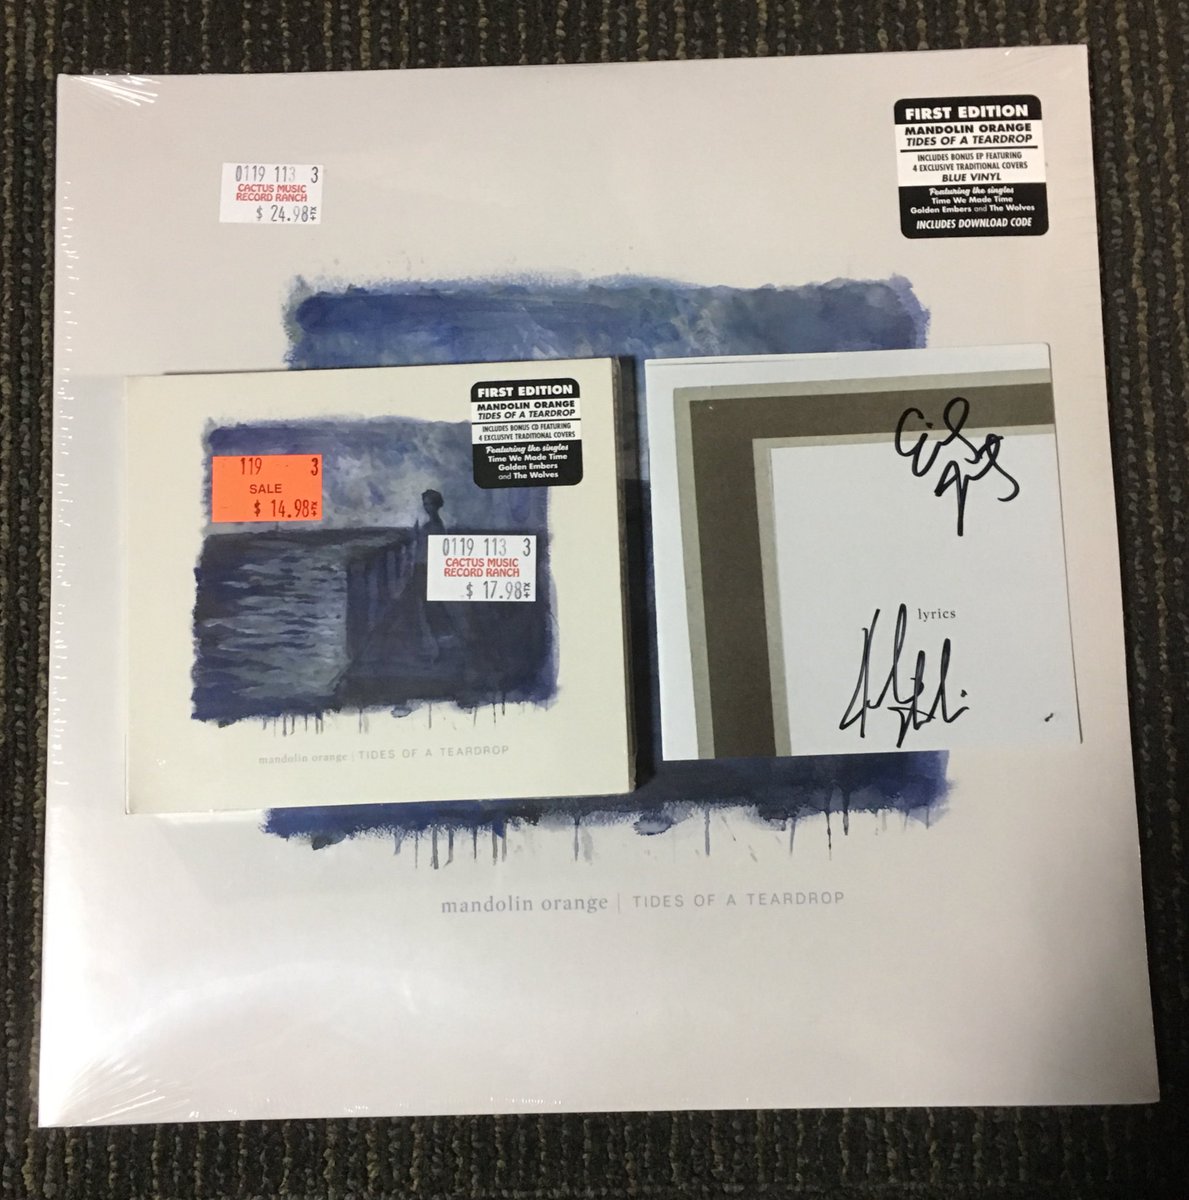 FIRST EDITION
MANDOLIN ORANGE
TIDES OF A TEARDROP
INCLUDES BONUS EP FEATURING
4 EXCLUSIVE TRADITIONAL COVERS
BLUE VINYL
Featuring the singles
Time We Made Time
Golden Embers and The Wolves
INCLUDES DOWNLOAD CODE
0119 113 3
CACTUS MUSIC
RECORD RANCH
$ 24.98
FIRST EDITION
MANDOLIN ORANGE
TIDES OF A TEARDROP
INCLUDES BONUS CD FEATURING
4 EXCLUSIVE TRADITIONAL COVERS
Featuring the singles
Time We Made Time
Golden Embers
and The Wolves
119 3
SALE
$ 14.98
0119 113 3
CACTUS MUSIC
RECORD RANCH
$ 17.98
mandolin orange | TIDES OF A TEARDROP
lyrics
mandolin orange | TIDES OF A TEARDROP